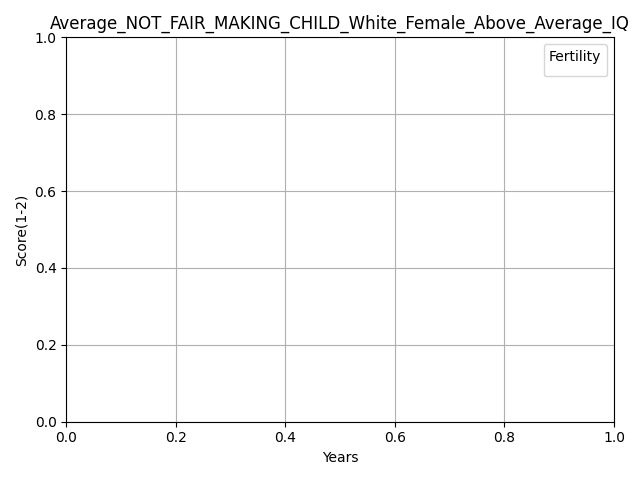 Average_NOT_FAIR_MAKING_CHILD_White_Female_Above_Average_IQ
Fertility
1.0
0.8
0.6
0.4
0.2
0.0
Score(1-2)
0.0 0.2 0.4 0.6 0.8 1.0
Years